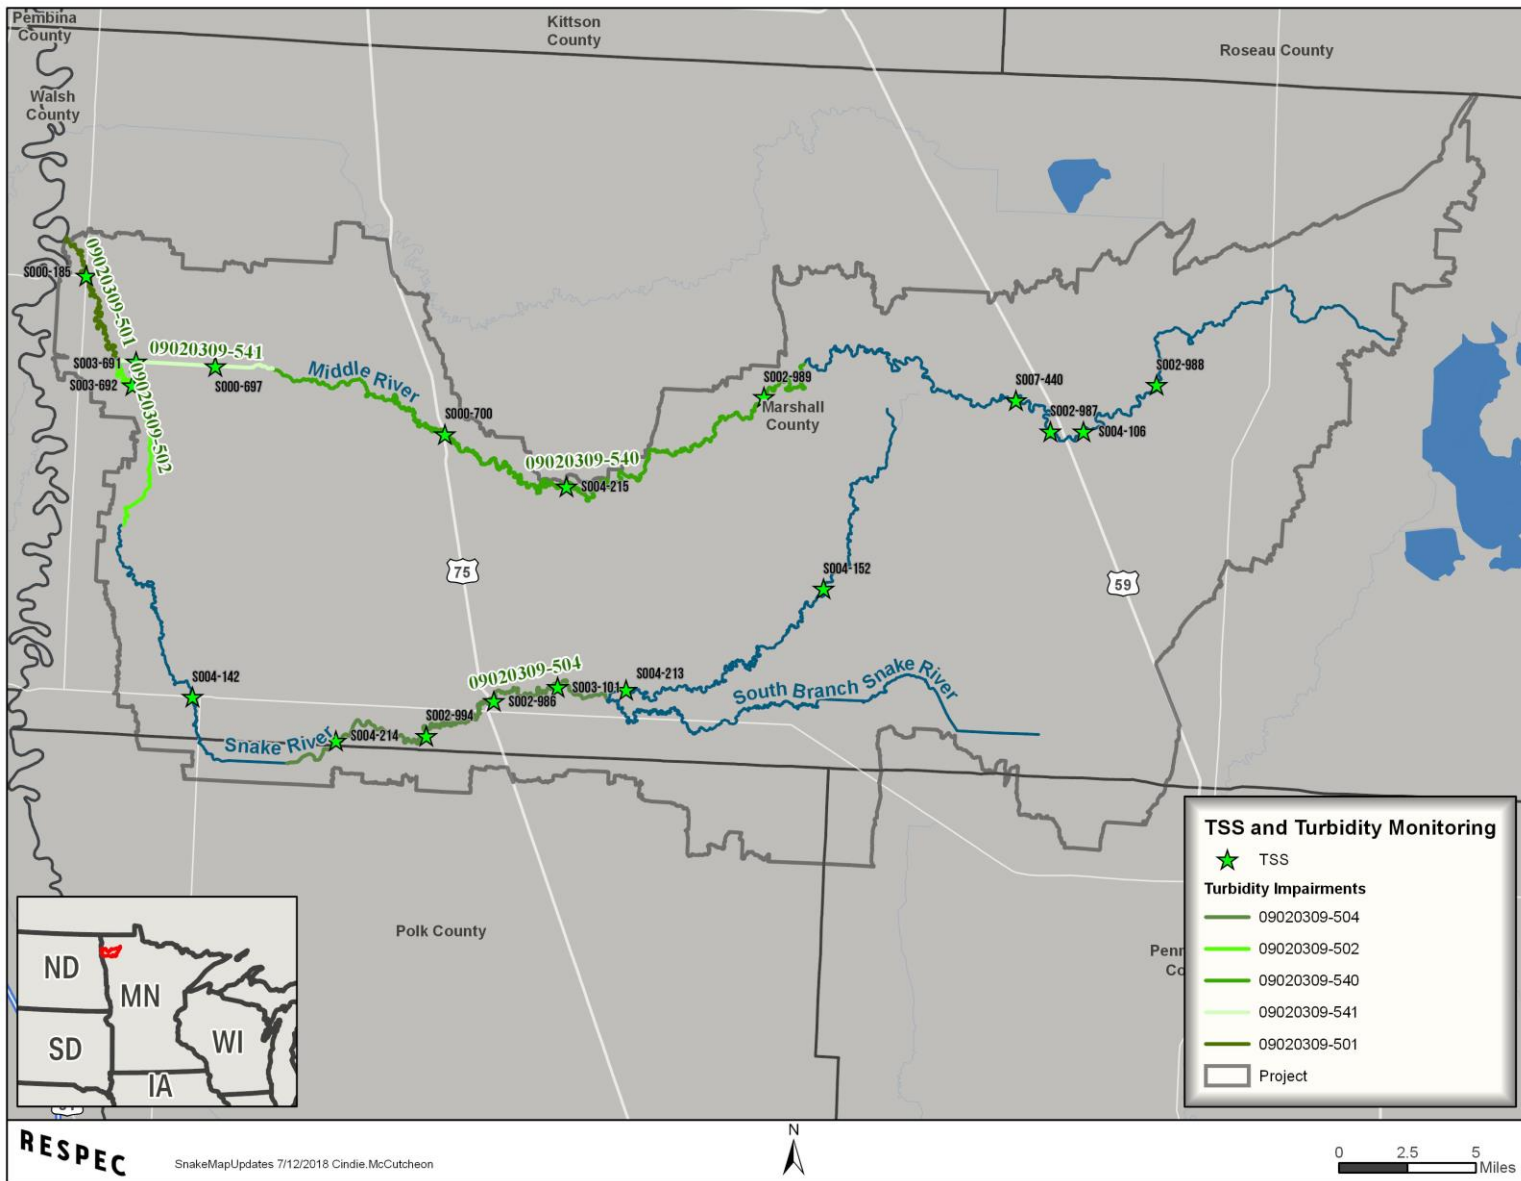 Pembina
County
Kittson
County
Roseau County
Walsh
County
S000-185
09020309-501
S003-691
09020309-541
S003-692
S000-697
09020309-502
Middle River
S000-700
09020309-540
S004-215
S002-989
Marshall
County
S007-440
S002-988
S002-987
S004-106
75
59
S004-152
S004-142
09020309-504
S004-213
S003-101
S002-986
S002-994
S004-214
Snake River
South Branch Snake River
Polk County
TSS and Turbidity Monitoring
TSS
Turbidity Impairments
09020309-504
09020309-502
09020309-540
09020309-541
09020309-501
Project
ND
MN
SD
WI
IA
RESPEC
SnakeMapUpdates 7/12/2018 Cindie.McCutcheon
N
0 2.5 5
Miles